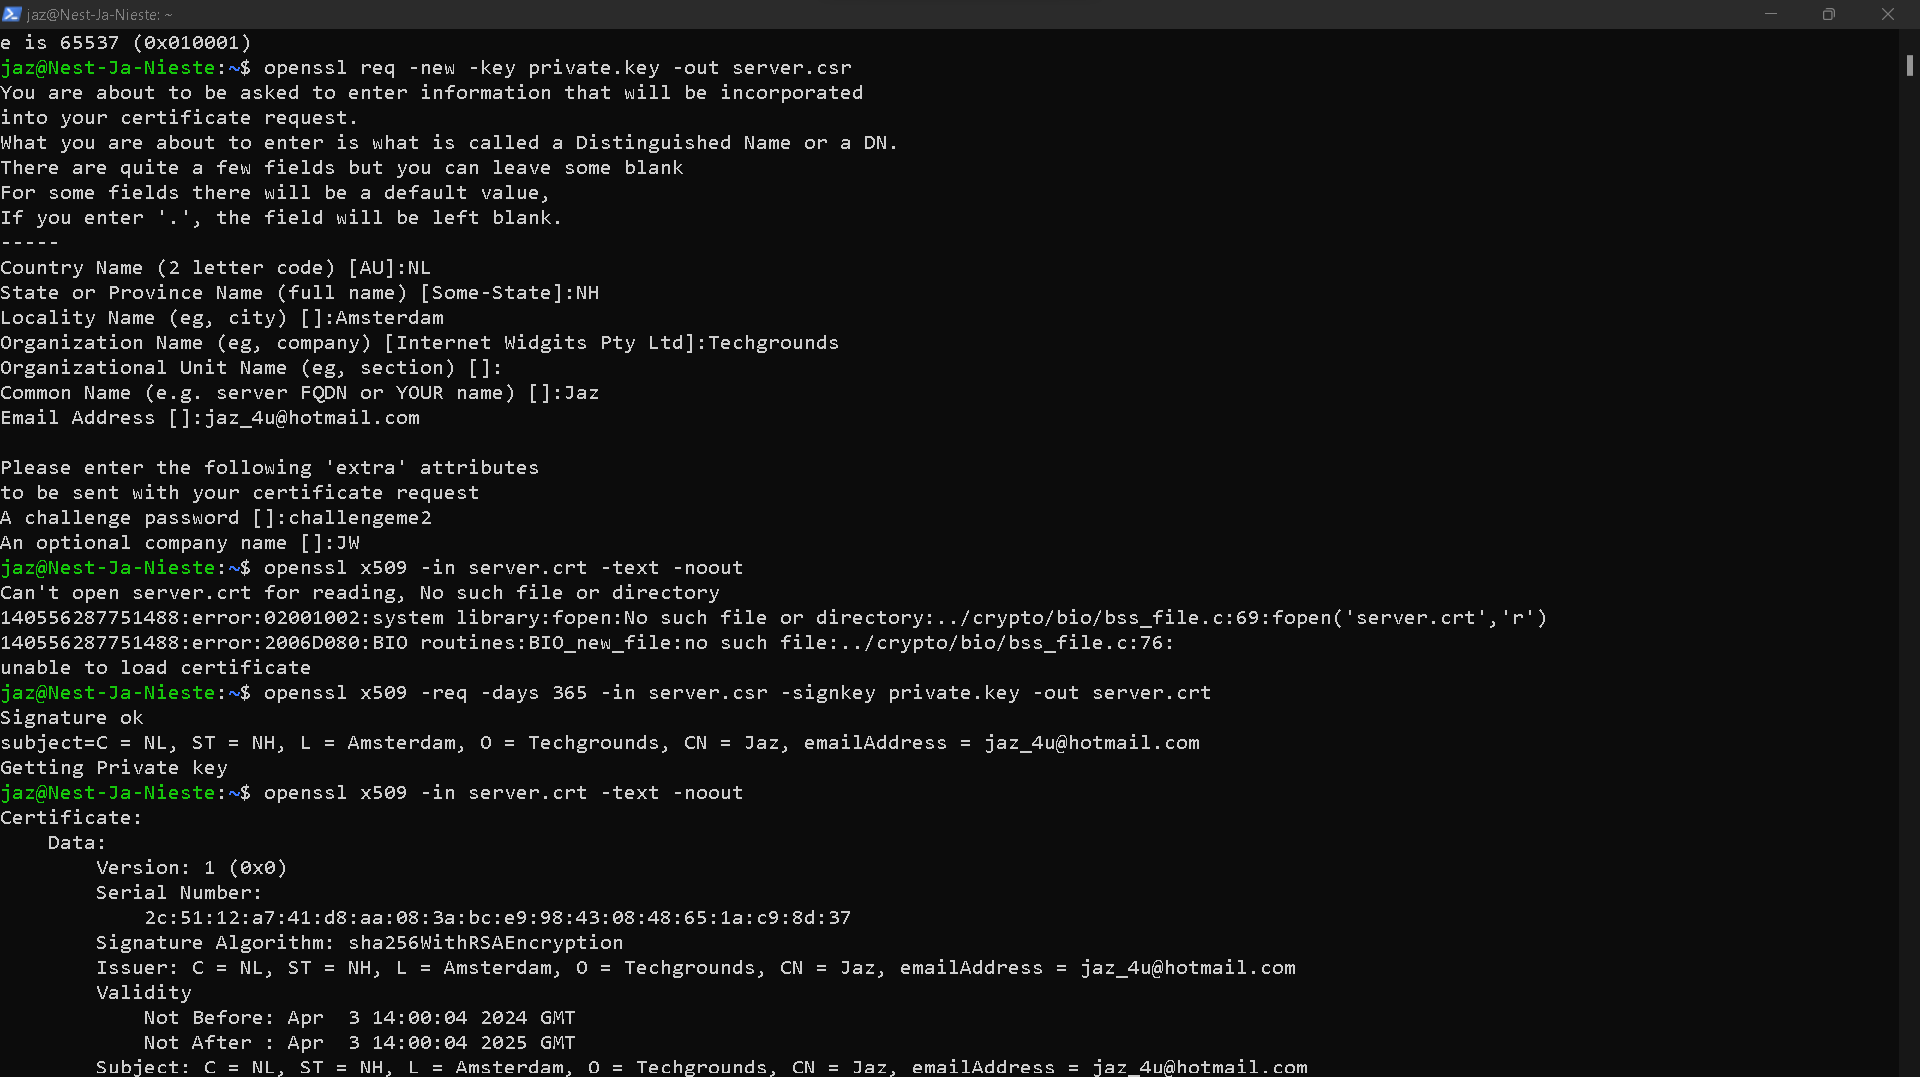 jaz@Nest-Ja-Nieste: ~
e is 65537 (0x010001)
jaz@Nest-Ja-Nieste:~$ openssl req -new -key private.key -out server.csr
You are about to be asked to enter information that will be incorporated
into your certificate request.
What you are about to enter is what is called a Distinguished Name or a DN.
There are quite a few fields but you can leave some blank
For some fields there will be a default value,
If you enter '.', the field will be left blank.
-----
Country Name (2 letter code) [AU]:NL
State or Province Name (full name) [Some-State]:NH
Locality Name (eg, city) []:Amsterdam
Organization Name (eg, company) [Internet Widgits Pty Ltd]:Techgrounds
Organizational Unit Name (eg, section) []:
Common Name (e.g. server FQDN or YOUR name) []:Jaz
Email Address []:jaz_4u@hotmail.com

Please enter the following 'extra' attributes
to be sent with your certificate request
A challenge password []:challengeme2
An optional company name []:JW
jaz@Nest-Ja-Nieste:~$ openssl x509 -in server.crt -text -noout
Can't open server.crt for reading, No such file or directory
140556287751488:error:02001002:system library:fopen:No such file or directory:../crypto/bio/bss_file.c:69:fopen('server.crt','r')
140556287751488:error:2006D080:BIO routines:BIO_new_file:no such file:../crypto/bio/bss_file.c:76:
unable to load certificate
jaz@Nest-Ja-Nieste:~$ openssl x509 -req -days 365 -in server.csr -signkey private.key -out server.crt
Signature ok
subject=C = NL, ST = NH, L = Amsterdam, O = Techgrounds, CN = Jaz, emailAddress = jaz_4u@hotmail.com
Getting Private key
jaz@Nest-Ja-Nieste:~$ openssl x509 -in server.crt -text -noout
Certificate:
    Data:
        Version: 1 (0x0)
        Serial Number:
            2c:51:12:a7:41:d8:aa:08:3a:bc:e9:98:43:08:48:65:1a:c9:8d:37
        Signature Algorithm: sha256WithRSAEncryption
        Issuer: C = NL, ST = NH, L = Amsterdam, O = Techgrounds, CN = Jaz, emailAddress = jaz_4u@hotmail.com
        Validity
            Not Before: Apr  3 14:00:04 2024 GMT
            Not After : Apr  3 14:00:04 2025 GMT
        Subject: C = NL, ST = NH, L = Amsterdam, O = Techgrounds, CN = Jaz, emailAddress = jaz_4u@hotmail.com